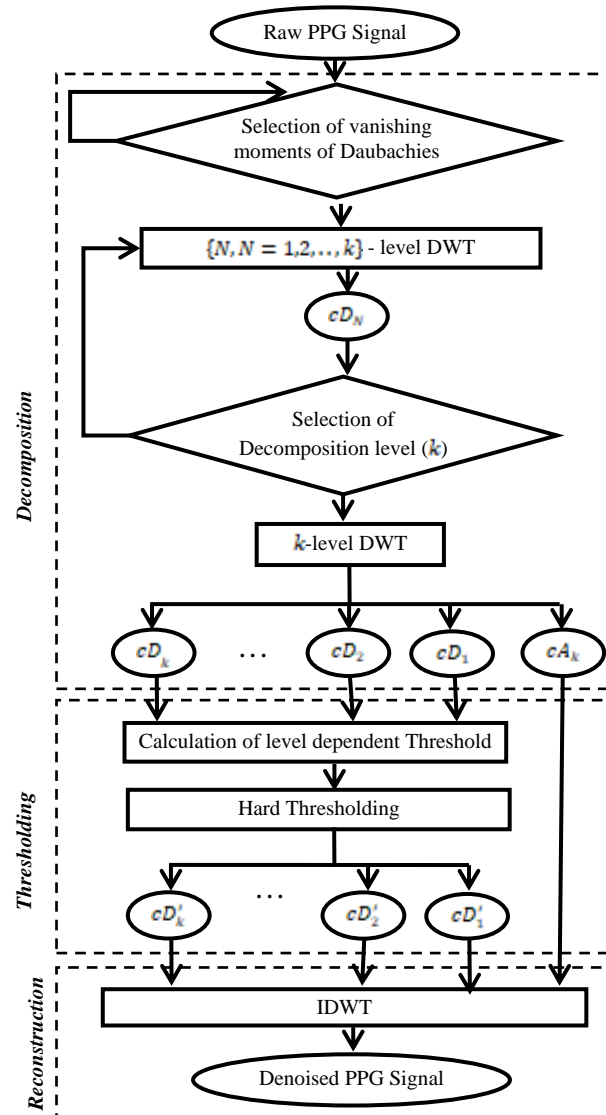 Raw PPG Signal
Selection of vanishing
moments of Daubachies
{N, N = 1,2,..,k} - level DWT
cD_N
Selection of
Decomposition level (k)
k-level DWT
cD_k ... cD_2 cD_1 cA_k
Decomposition
Calculation of level dependent Threshold
Hard Thresholding
cD'_k ... cD'_2 cD'_1
Thresholding
IDWT
Denoised PPG Signal
Reconstruction